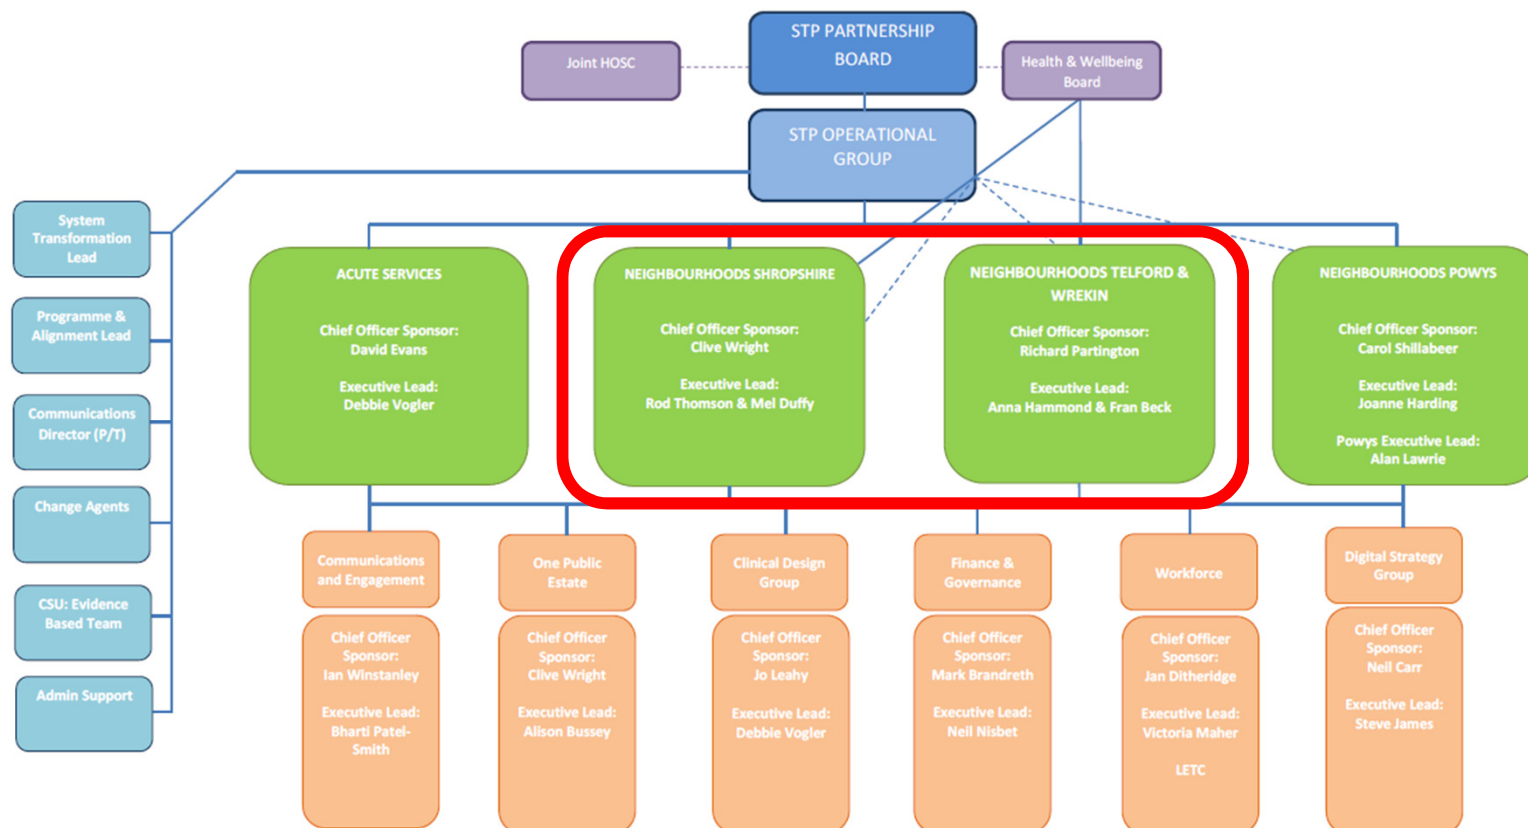 STP PARTNERSHIP
BOARD
Joint HOSC
Health & Wellbeing
Board
STP OPERATIONAL
GROUP
System
Transformation
Lead
Programme &
Alignment Lead
Communications
Director (P/T)
Change Agents
CSU: Evidence
Based Team
Admin Support
ACUTE SERVICES
Chief Officer Sponsor:
David Evans
Executive Lead:
Debbie Vogler
NEIGHBOURHOODS SHROPSHIRE
Chief Officer Sponsor:
Clive Wright
Executive Lead:
Rod Thomson & Mel Duffy
NEIGHBOURHOODS TELFORD &
WREKIN
Chief Officer Sponsor:
Richard Partington
Executive Lead:
Anna Hammond & Fran Beck
NEIGHBOURHOODS POWYS
Chief Officer Sponsor:
Carol Shillabeer
Executive Lead:
Joanne Harding
Powys Executive Lead:
Alan Lawrie
Communications
and Engagement
Chief Officer
Sponsor:
Ian Winstanley
Executive Lead:
Bharti Patel-
Smith
One Public
Estate
Chief Officer
Sponsor:
Clive Wright
Executive Lead:
Alison Bussey
Clinical Design
Group
Chief Officer
Sponsor:
Jo Leahy
Executive Lead:
Debbie Vogler
Finance &
Governance
Chief Officer
Sponsor:
Mark Brandreth
Executive Lead:
Neil Nisbet
Workforce
Chief Officer
Sponsor:
Jan Ditheridge
Executive Lead:
Victoria Maher
LETC
Digital Strategy
Group
Chief Officer
Sponsor:
Neil Carr
Executive Lead:
Steve James